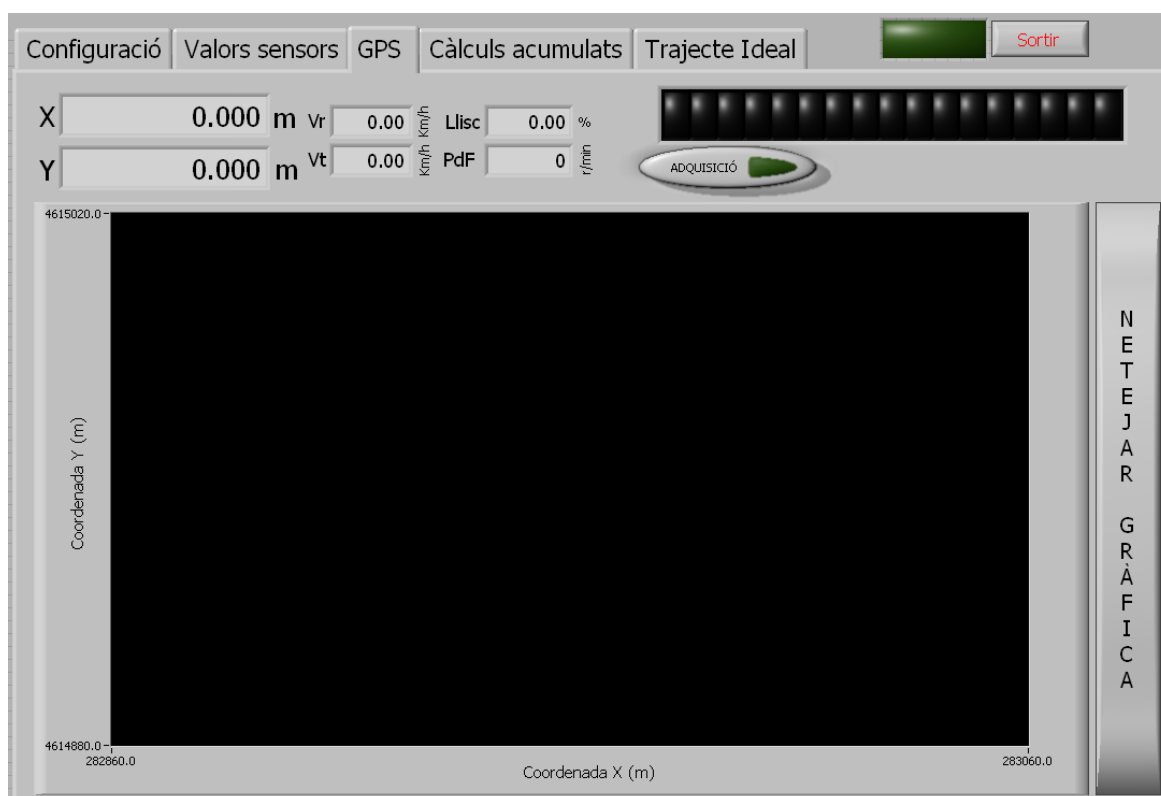 Configuració Valors sensors GPS Càlculs acumulats Trajecte Ideal Sortir
X 0.000 m Vr 0.00 Km/h Llisc 0.00 %
Y 0.000 m Vt 0.00 Km/h PdF 0 r/min
ADQUISICIÓ
4615020.0
Coordenada Y (m)
4614880.0
282860.0
283060.0
Coordenada X (m)
NETEJAR GRÀFICA